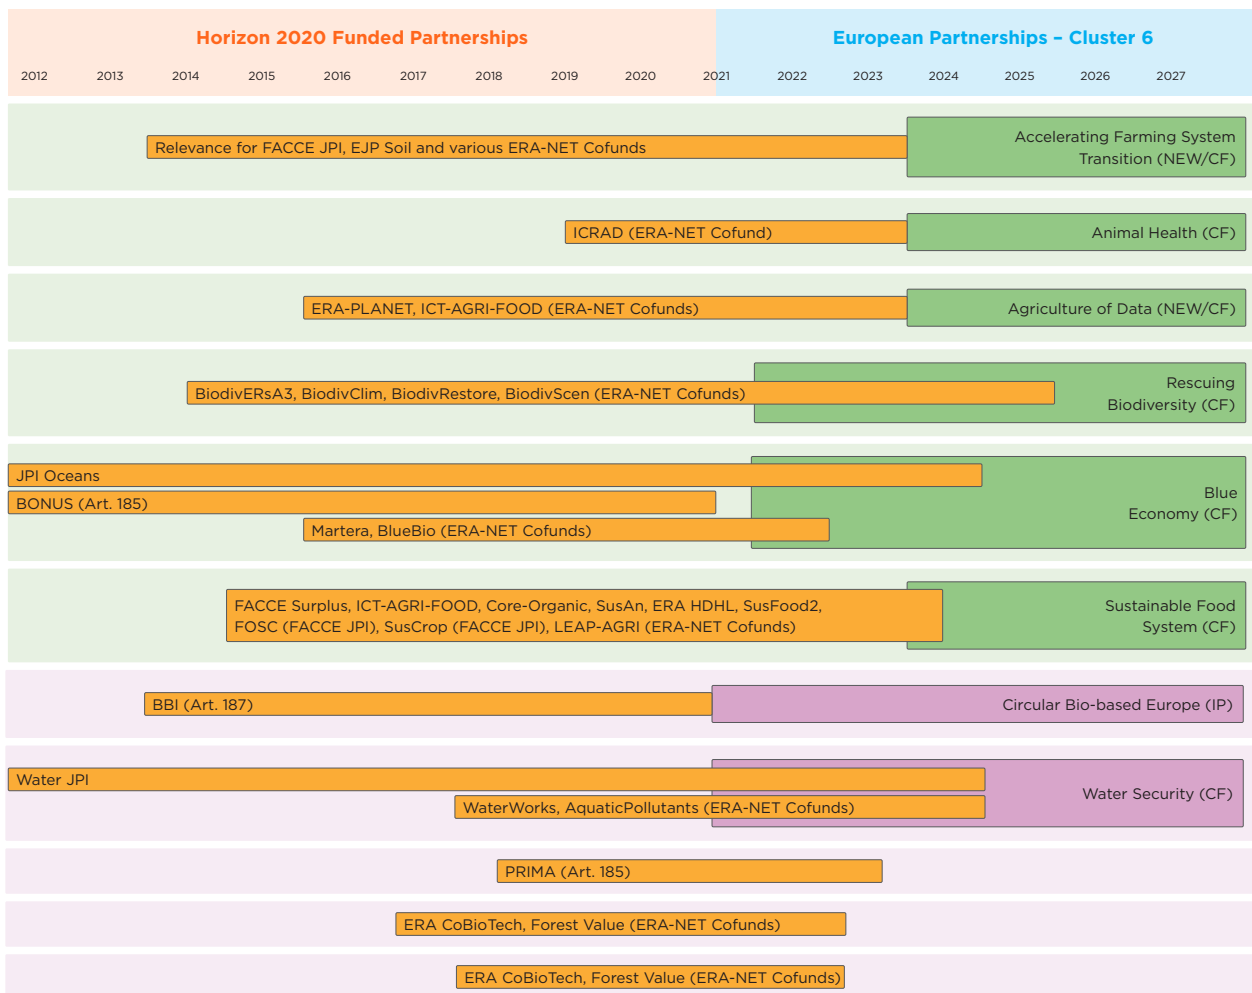 Horizon 2020 Funded Partnerships
European Partnerships – Cluster 6
2012 2013 2014 2015 2016 2017 2018 2019 2020 2021 2022 2023 2024 2025 2026 2027
Relevance for FACCE JPI, EJP Soil and various ERA-NET Cofunds
Accelerating Farming System
Transition (NEW/CF)
ICRAD (ERA-NET Cofund)
Animal Health (CF)
ERA-PLANET, ICT-AGRI-FOOD (ERA-NET Cofunds)
Agriculture of Data (NEW/CF)
BiodivERsA3, BiodivClim, BiodivRestore, BiodivScen (ERA-NET Cofunds)
Rescuing
Biodiversity (CF)
JPI Oceans
BONUS (Art. 185)
Martera, BlueBio (ERA-NET Cofunds)
Blue
Economy (CF)
FACCE Surplus, ICT-AGRI-FOOD, Core-Organic, SusAn, ERA HDHL, SusFood2,
FOSC (FACCE JPI), SusCrop (FACCE JPI), LEAP-AGRI (ERA-NET Cofunds)
Sustainable Food
System (CF)
BBI (Art. 187)
Circular Bio-based Europe (IP)
Water JPI
WaterWorks, AquaticPollutants (ERA-NET Cofunds)
Water Security (CF)
PRIMA (Art. 185)
ERA CoBioTech, Forest Value (ERA-NET Cofunds)
ERA CoBioTech, Forest Value (ERA-NET Cofunds)